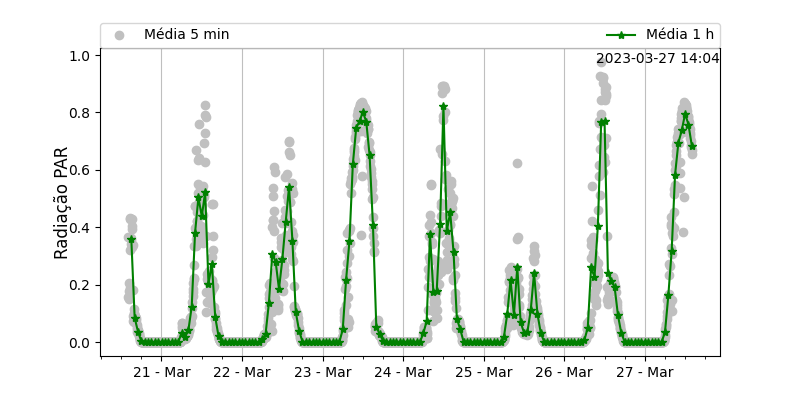 Média 5 min
Média 1 h
2023-03-27 14:04
Radiação PAR
1.0
0.8
0.6
0.4
0.2
0.0
21 - Mar
22 - Mar
23 - Mar
24 - Mar
25 - Mar
26 - Mar
27 - Mar